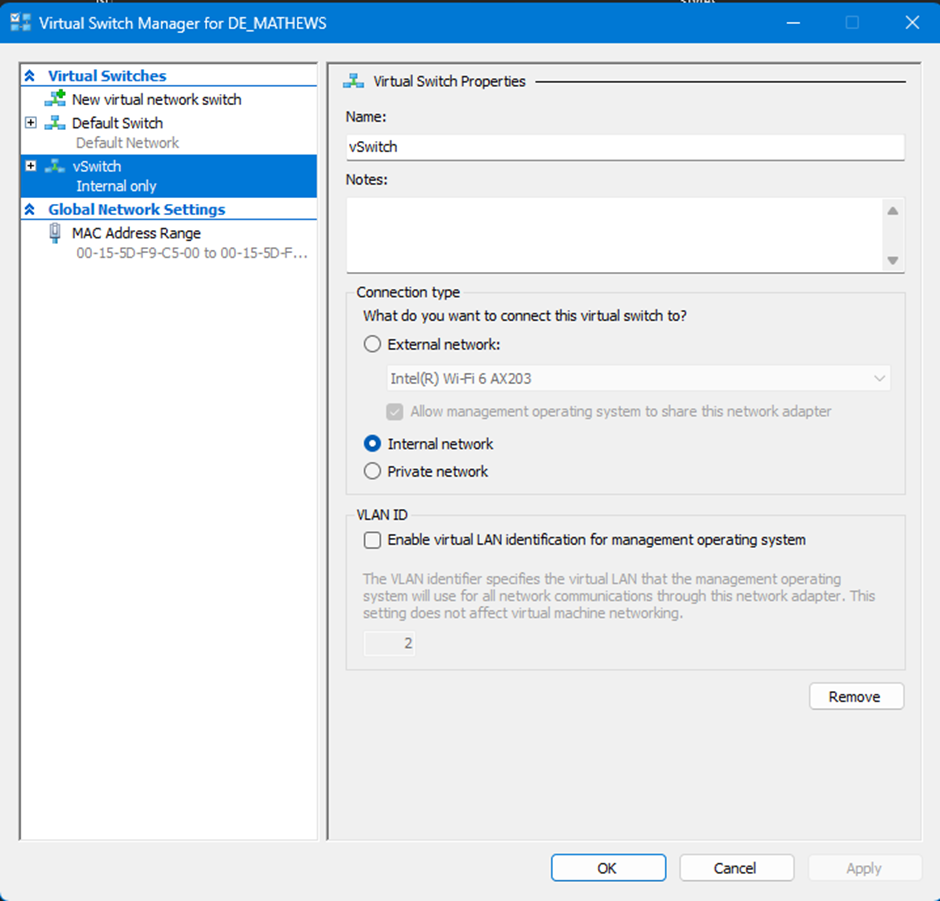 Virtual Switch Manager for DE_MATHEWS
Virtual Switches
New virtual network switch
Default Switch
Default Network
vSwitch
Internal only
Global Network Settings
MAC Address Range
00-15-5D-F9-C5-00 to 00-15-5D-F...
Virtual Switch Properties
Name:
vSwitch
Notes:
Connection type
What do you want to connect this virtual switch to?
External network:
Intel(R) Wi-Fi 6 AX203
Allow management operating system to share this network adapter
Internal network
Private network
VLAN ID
Enable virtual LAN identification for management operating system
The VLAN identifier specifies the virtual LAN that the management operating
system will use for all network communications through this network adapter. This
setting does not affect virtual machine networking.
2
Remove
OK
Cancel
Apply